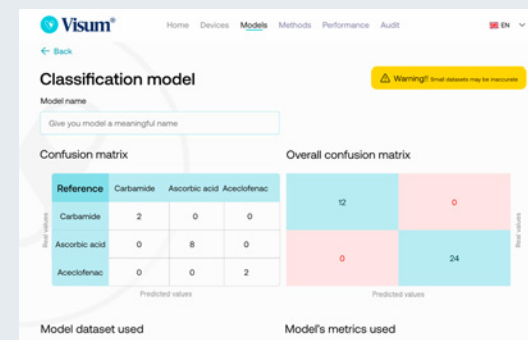 Visum®
Home Devices Models Methods Performance Audit
EN
← Back
Classification model
Warning!! Small datasets may be inaccurate
Model name
Give you model a meaningful name
Confusion matrix
Overall confusion matrix
Reference Carbamide Ascorbic acid Aceclofenac
Carbamide 2 0 0
Ascorbic acid 0 8 0
Aceclofenac 0 0 2
Real values
Predicted values
12 0
0 24
Real values
Predicted values
Model dataset used
Model's metrics used